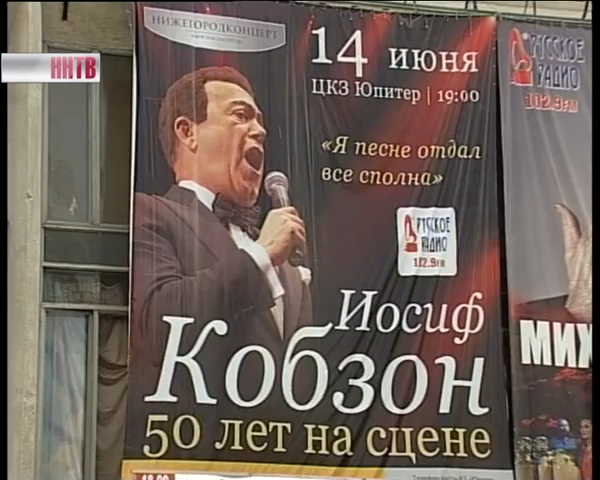 НИЖЕГОРОДКОНЦЕРТ
ННТВ
14 июня
ЦКЗ Юпитер | 19:00
«Я песне отдал
все сполна»
РУССКОЕ
РАДИО
102.9FM
Иосиф
Кобзон
50 лет на сцене
РУССКОЕ
РАДИО
102.9FM
МИХ